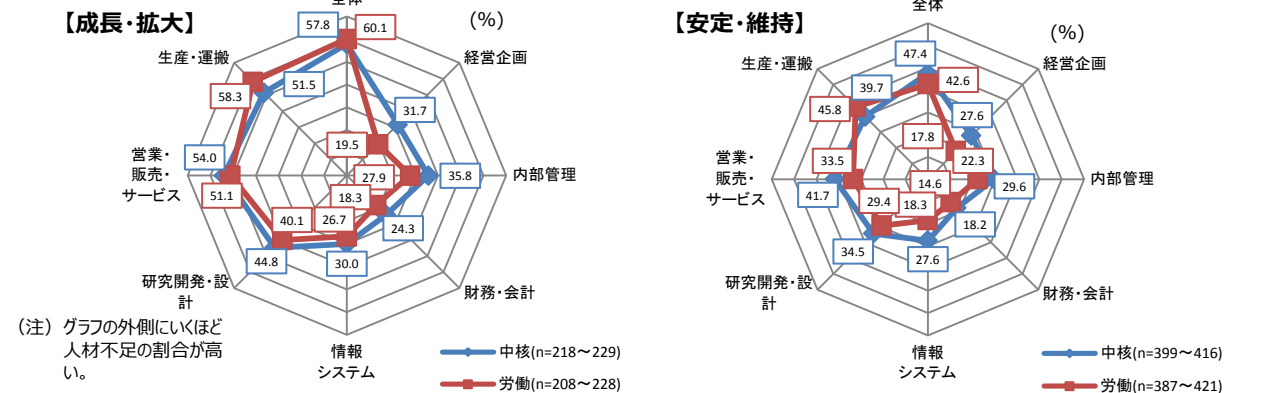 【成長・拡大】
全体
(%)
57.8
60.1
生産・運搬
経営企画
51.5
58.3
31.7
19.5
営業・
販売・
サービス
54.0
51.1
27.9
35.8
内部管理
18.3
24.3
40.1
26.7
44.8
30.0
研究開発・設
計
財務・会計
情報
システム
(注) グラフの外側にいくほど
人材不足の割合が高
い。
中核(n=218～229)
労働(n=208～228)
【安定・維持】
全体
(%)
47.4
42.6
生産・運搬
経営企画
39.7
45.8
27.6
17.8
営業・
販売・
サービス
33.5
41.7
22.3
29.6
内部管理
14.6
18.2
29.4
18.3
34.5
27.6
研究開発・設
計
財務・会計
情報
システム
中核(n=399～416)
労働(n=387～421)